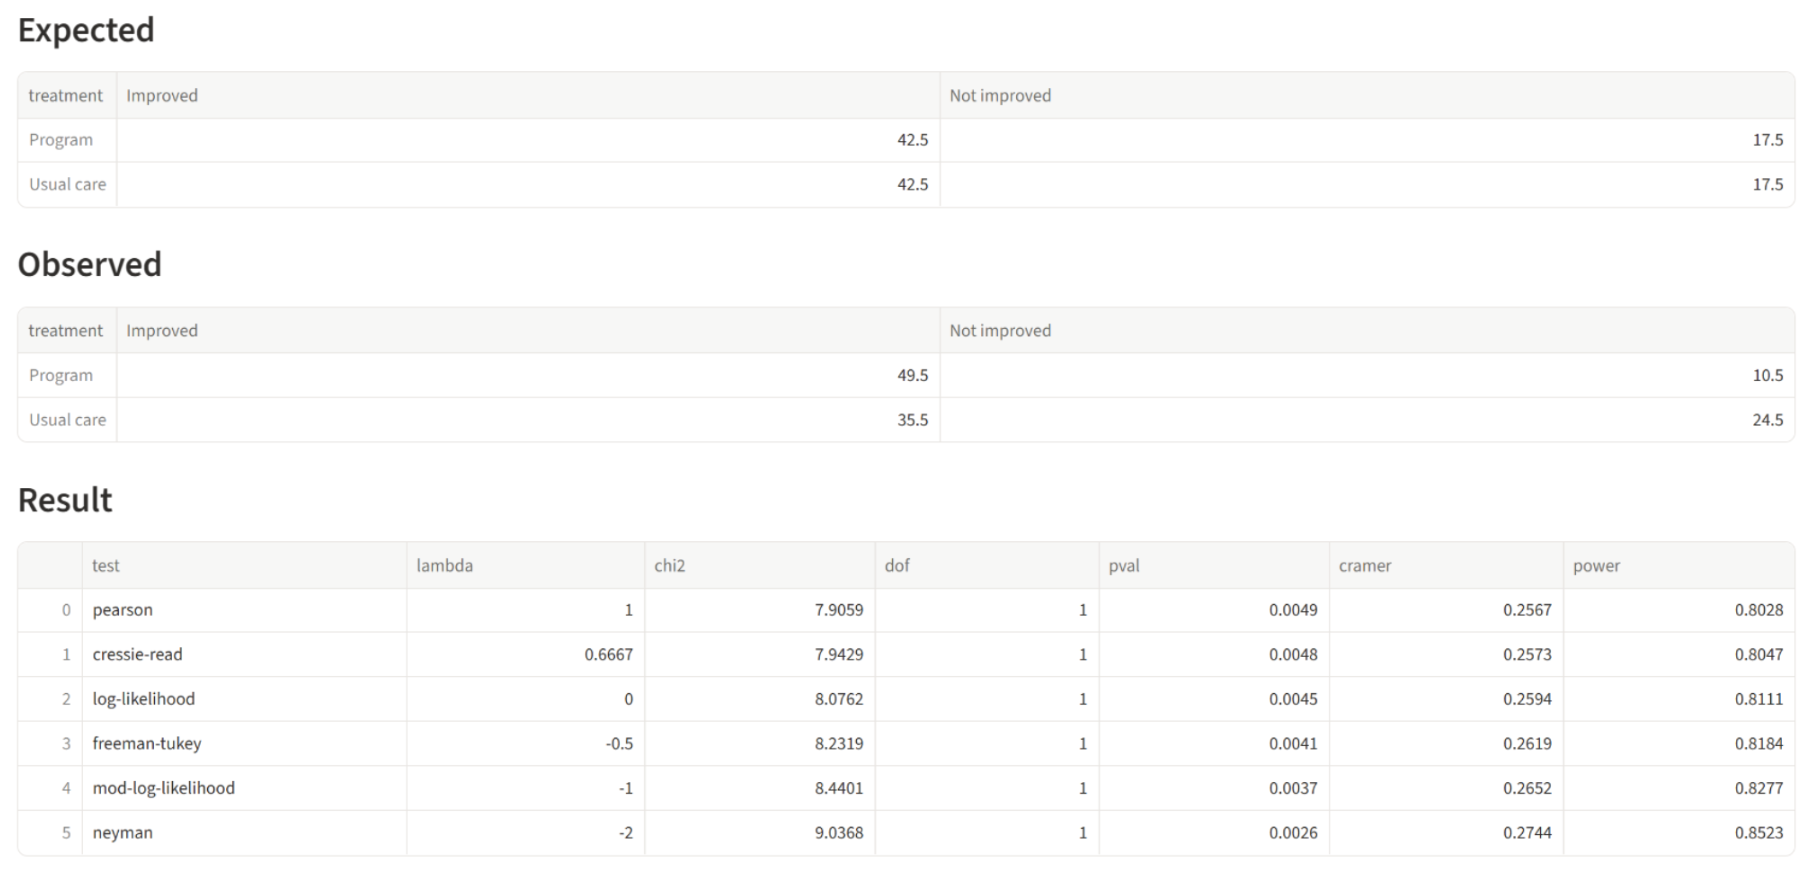 Expected
treatment Improved Not improved
Program 42.5 17.5
Usual care 42.5 17.5
Observed
treatment Improved Not improved
Program 49.5 10.5
Usual care 35.5 24.5
Result
test lambda chi2 dof pval cramer power
0 pearson 1 7.9059 1 0.0049 0.2567 0.8028
1 cressie-read 0.6667 7.9429 1 0.0048 0.2573 0.8047
2 log-likelihood 0 8.0762 1 0.0045 0.2594 0.8111
3 freeman-tukey -0.5 8.2319 1 0.0041 0.2619 0.8184
4 mod-log-likelihood -1 8.4401 1 0.0037 0.2652 0.8277
5 neyman -2 9.0368 1 0.0026 0.2744 0.8523